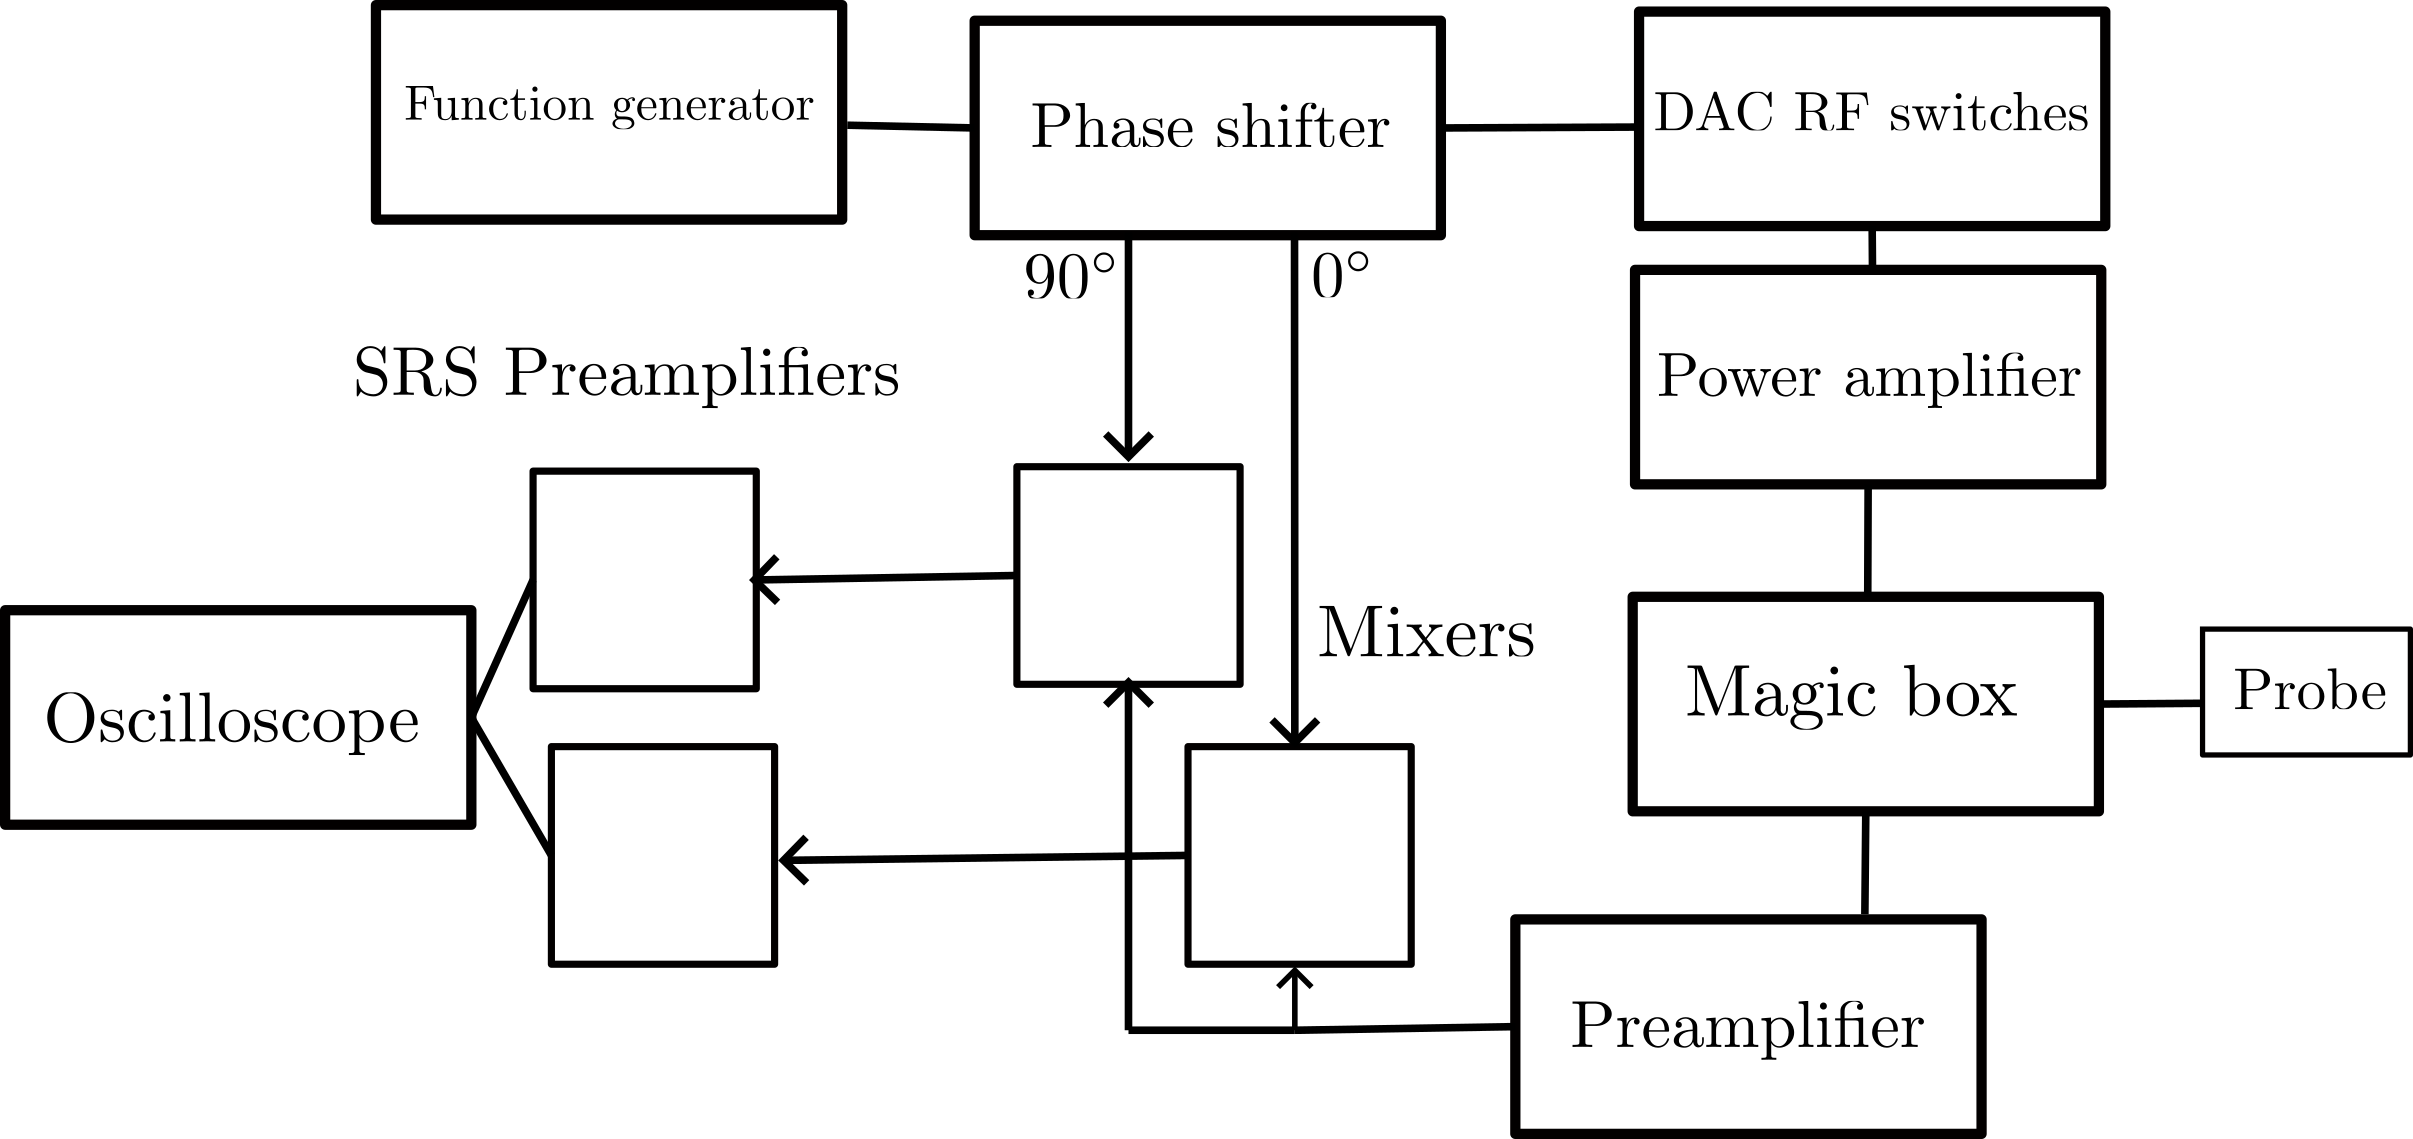 Function generator
Phase shifter
DAC RF switches
90°
0°
SRS Preamplifiers
Power amplifier
Mixers
Oscilloscope
Magic box
Probe
Preamplifier